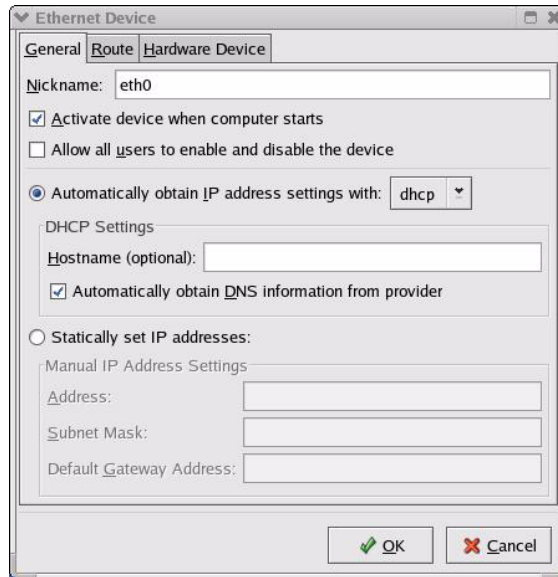 Ethernet Device
General Route Hardware Device
Nickname: eth0
Activate device when computer starts
Allow all users to enable and disable the device
Automatically obtain IP address settings with: dhcp
DHCP Settings
Hostname (optional):
Automatically obtain DNS information from provider
Statically set IP addresses:
Manual IP Address Settings
Address:
Subnet Mask:
Default Gateway Address:
OK Cancel